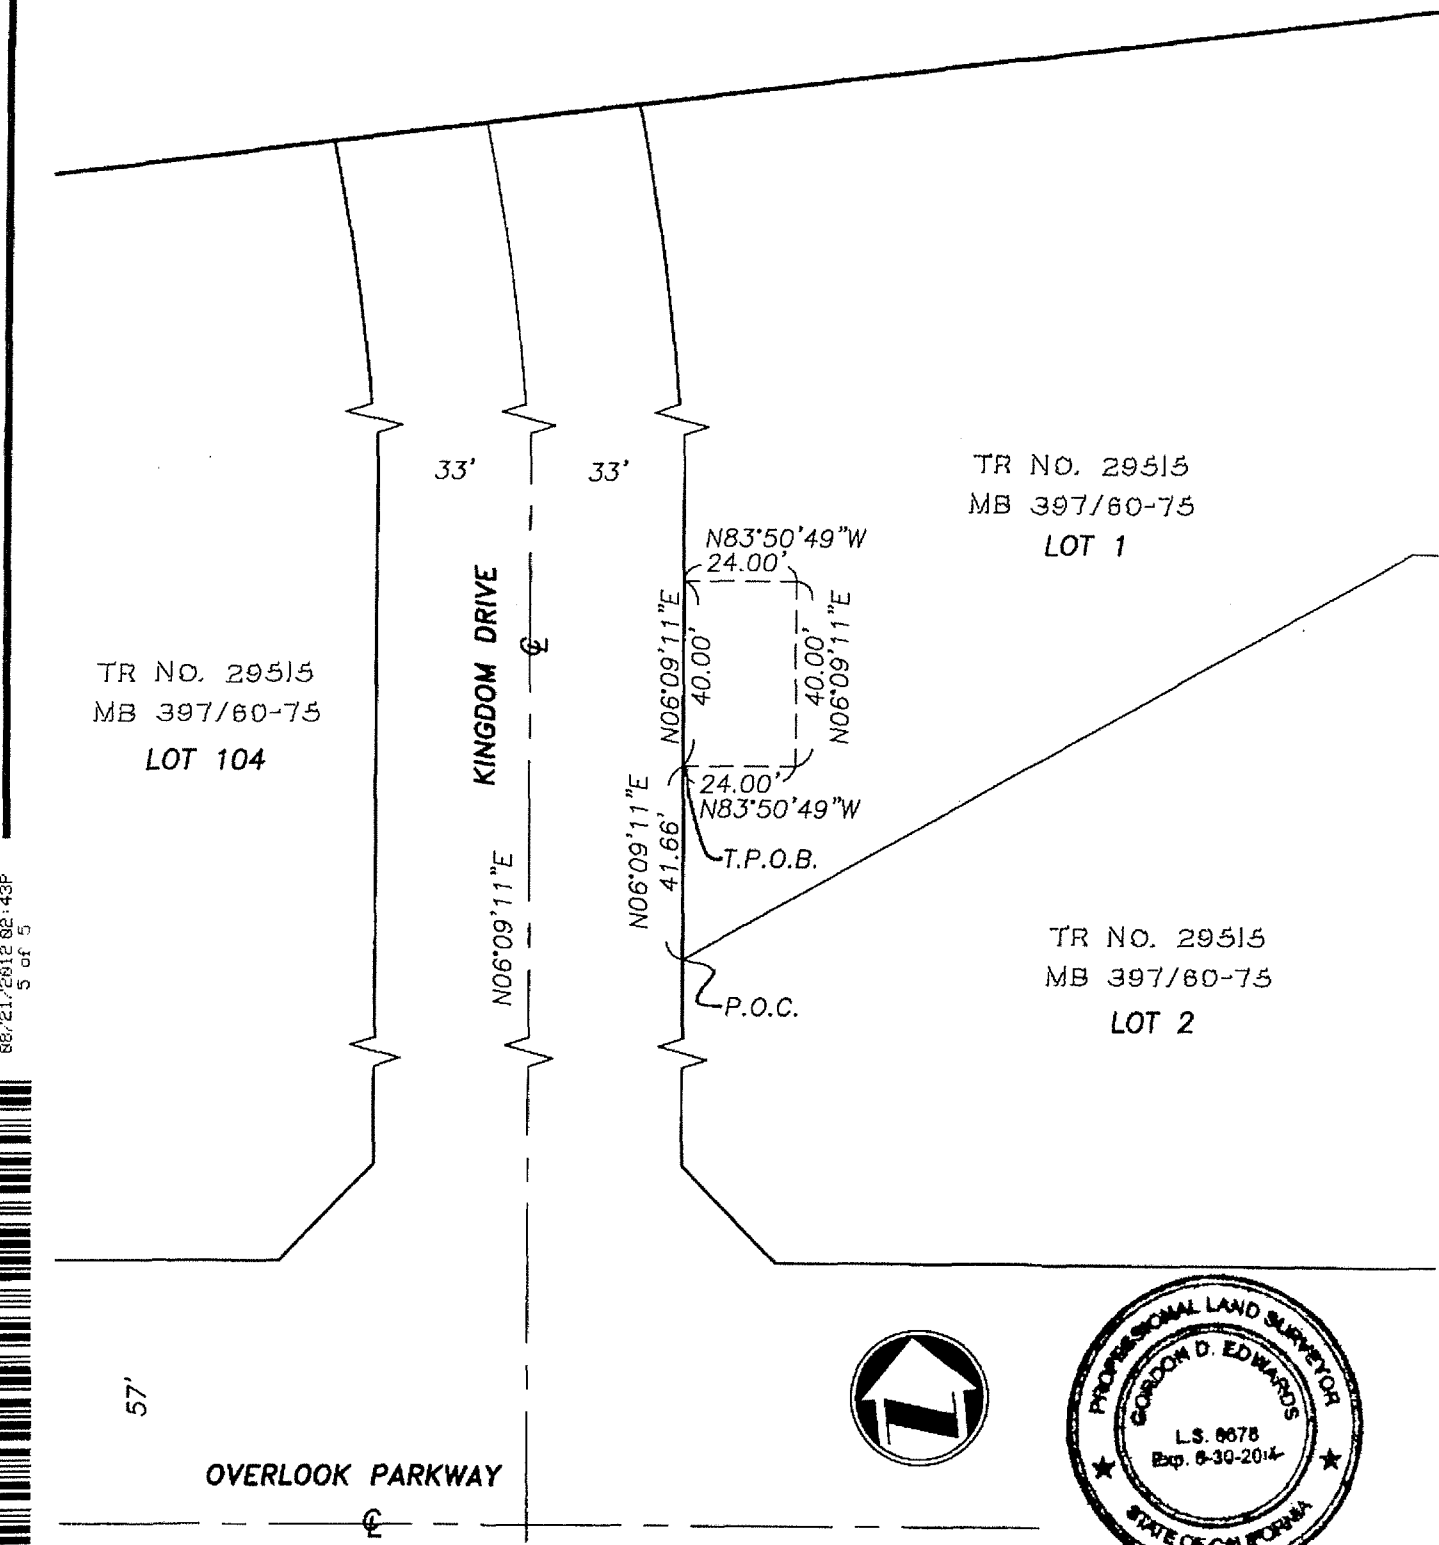 33'
33'
TR NO. 29515
MB 397/60-75
LOT 1
N83°50'49"W
24.00'
KINGDOM DRIVE
℄
N06°09'11"E
40.00'
40.00'
N06°09'11"E
TR NO. 29515
MB 397/60-75
LOT 104
24.00'
N83°50'49"W
N06°09'11"E
41.66'
T.P.O.B.
N06°09'11"E
P.O.C.
TR NO. 29515
MB 397/60-75
LOT 2
08/21/2012 02:43P
5 of 5
57'
OVERLOOK PARKWAY
℄
PROFESSIONAL LAND SURVEYOR
GORDON D. EDWARDS
L.S. 6678
Exp. 6-30-2014
STATE OF CALIFORNIA